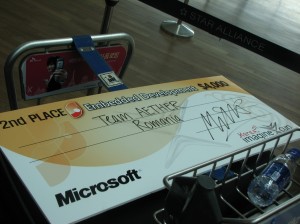 STAR ALLIANCE
2nd PLACE Embedded Development $4,000
Team AETHER
Romania
Microsoft
imagine cup